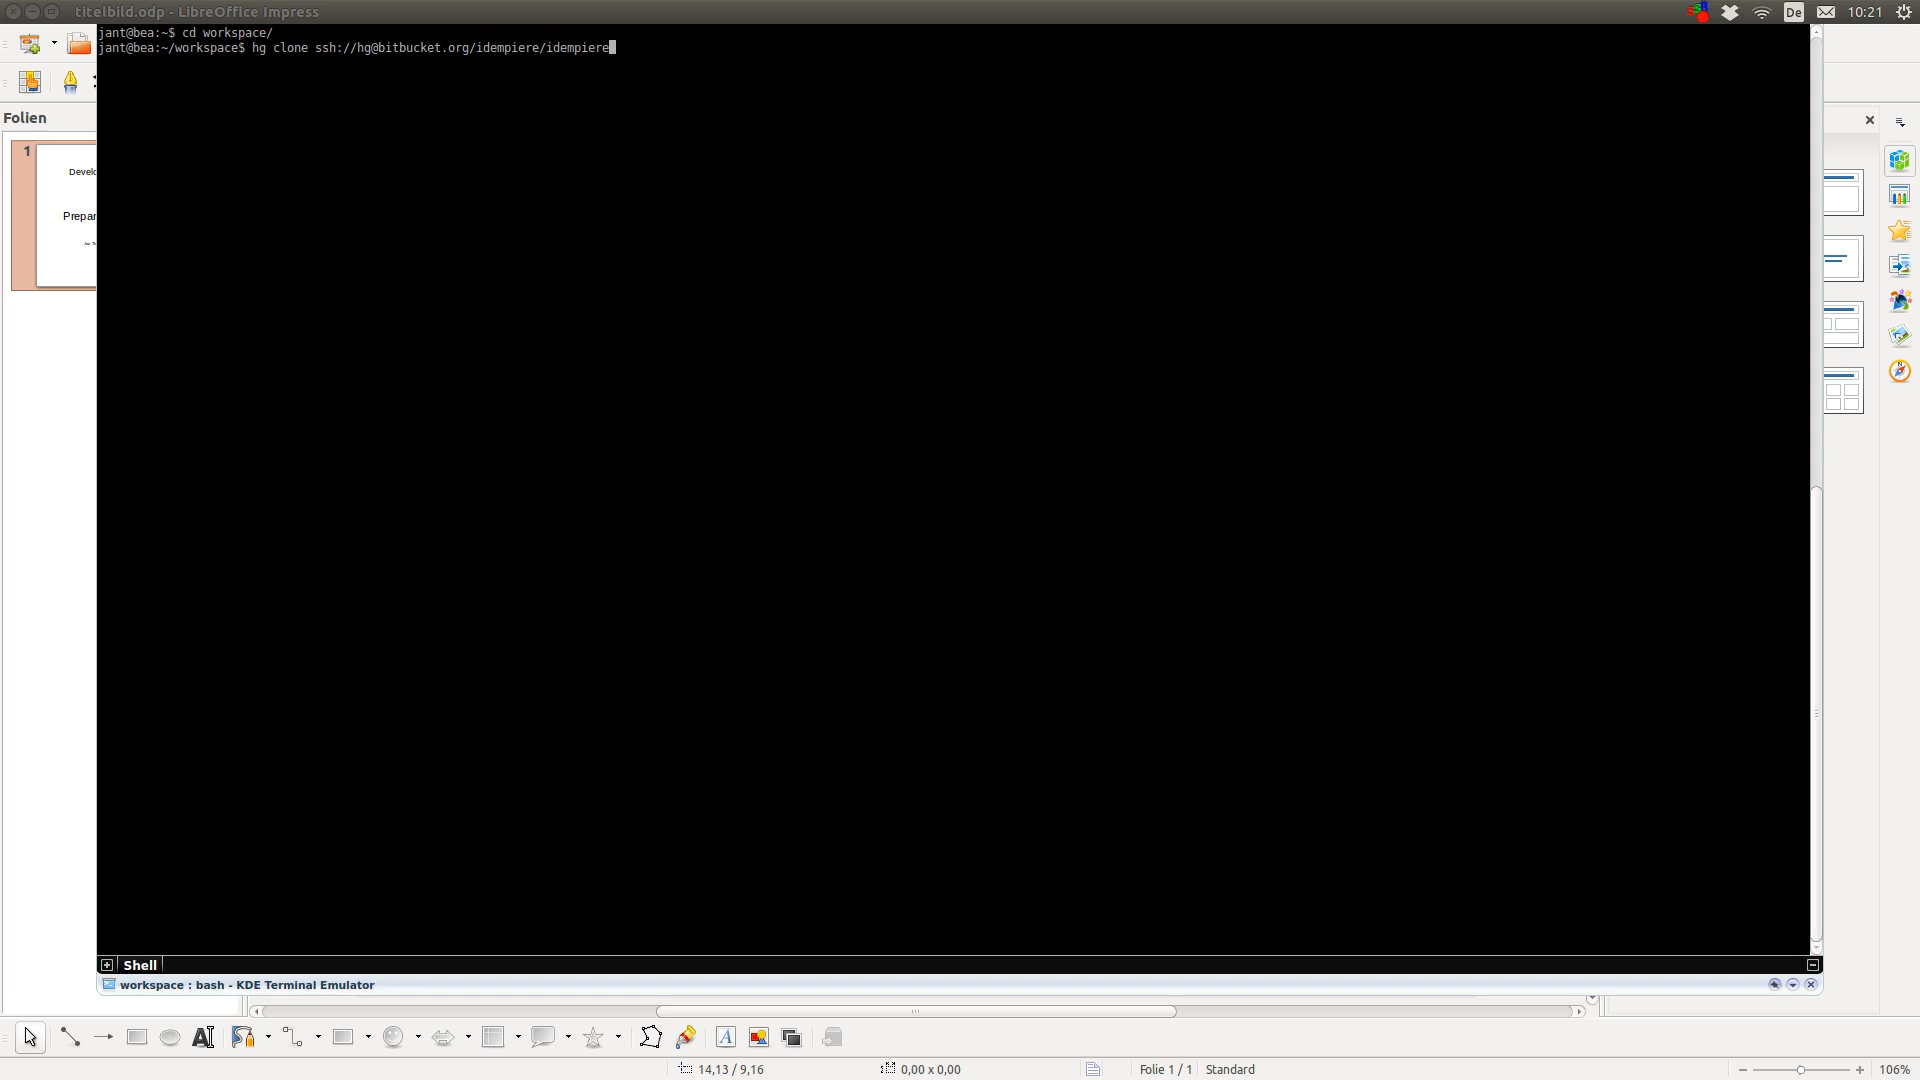 titelbild.odp - LibreOffice Impress
De
10:21
jant@bea:~$ cd workspace/
jant@bea:~/workspace$ hg clone ssh://hg@bitbucket.org/idempiere/idempiere
Folien
1
Develo
Prepar
Shell
workspace : bash - KDE Terminal Emulator
14,13 / 9,16
0,00 x 0,00
Folie 1 / 1
Standard
106%